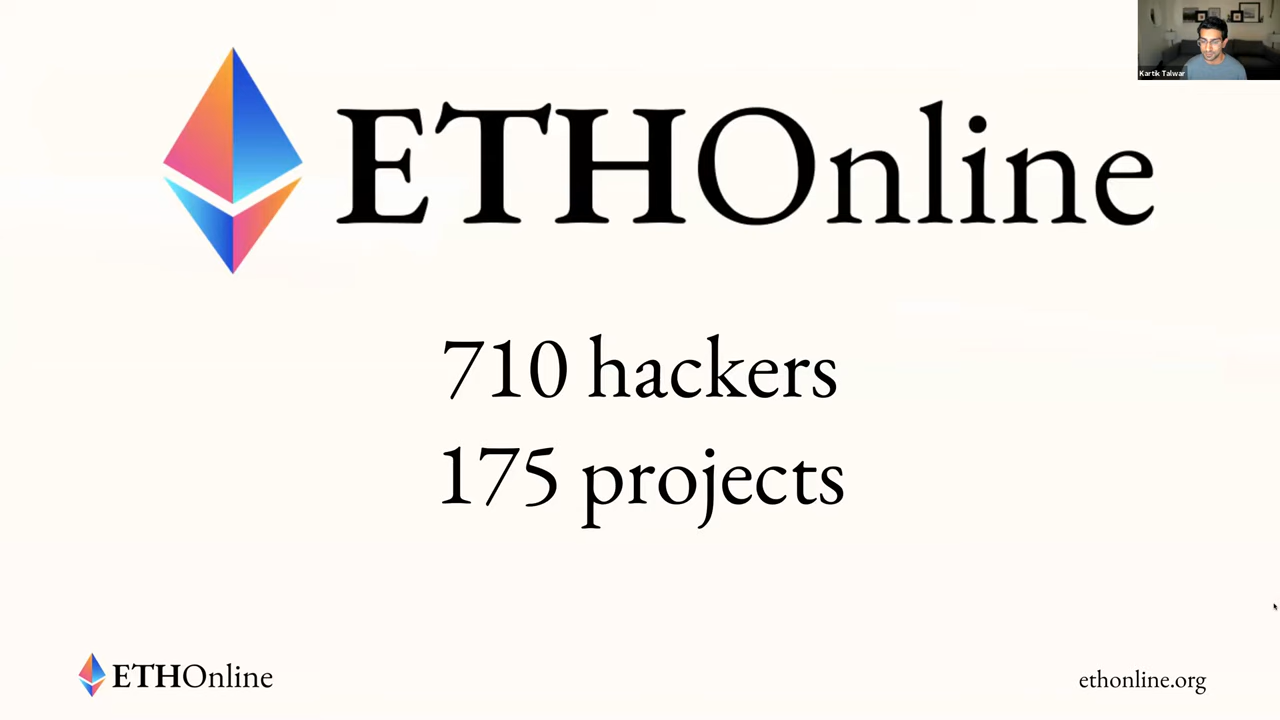 Kartik Talwar
ETHOnline
710 hackers
175 projects
ETHOnline
ethonline.org